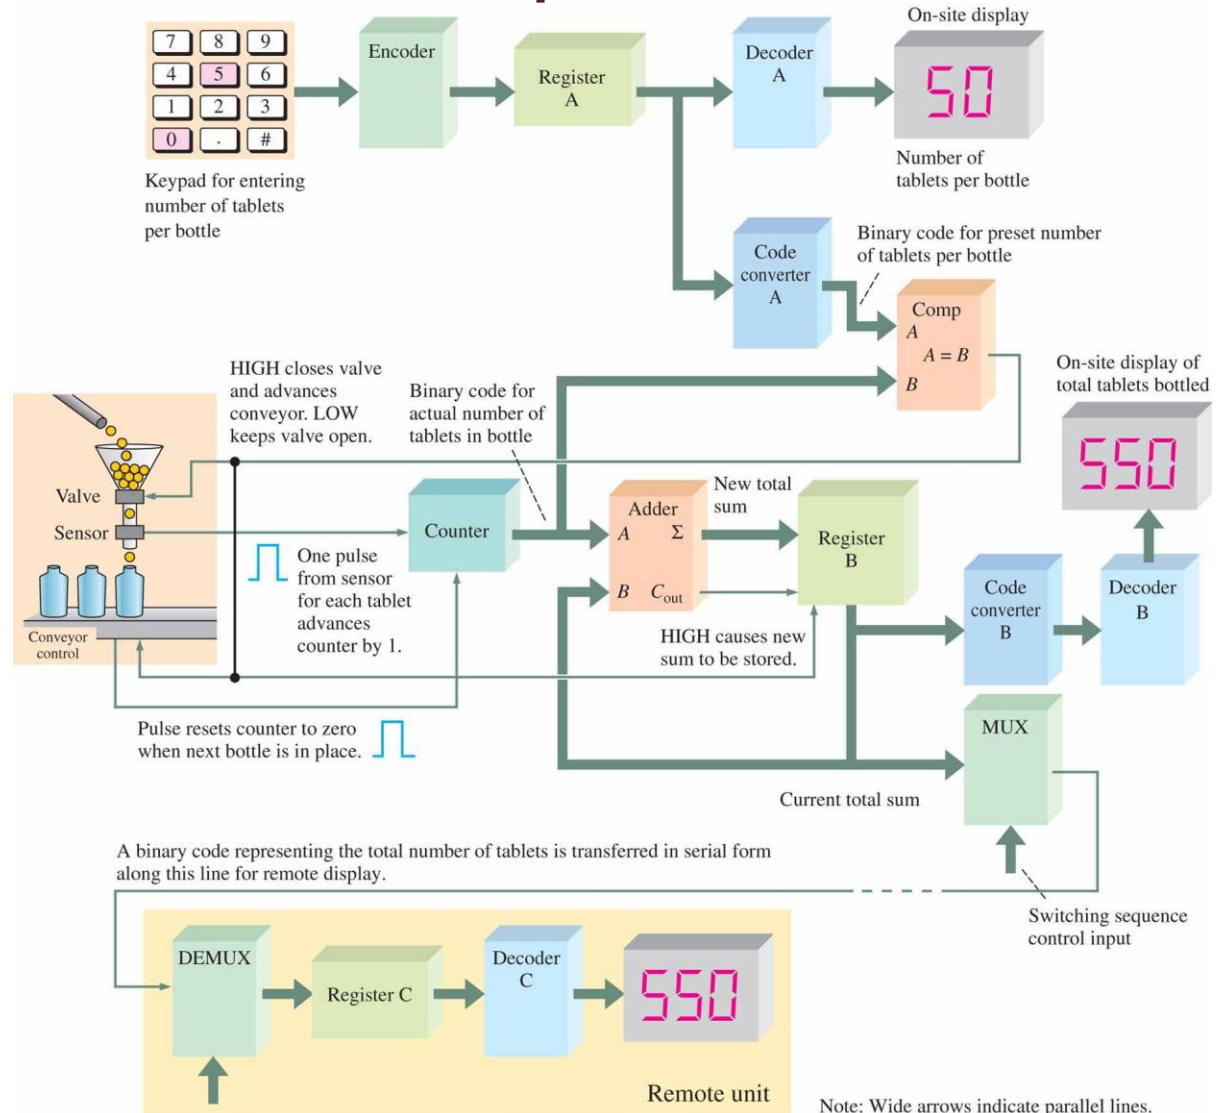 On-site display
7 8 9
4 5 6
1 2 3
0 . #
Encoder
Register
A
Decoder
A
50
Keypad for entering
number of tablets
per bottle
Number of
tablets per bottle
Code
converter
A
Binary code for preset number
of tablets per bottle
Comp
A
A = B
B
HIGH closes valve
and advances
conveyor. LOW
keeps valve open.
Binary code for
actual number of
tablets in bottle
On-site display of
total tablets bottled
550
Valve
Sensor
Conveyor
control
Counter
One pulse
from sensor
for each tablet
advances
counter by 1.
Adder
A Σ
B Cout
New total
sum
Register
B
HIGH causes new
sum to be stored.
Code
converter
B
Decoder
B
Pulse resets counter to zero
when next bottle is in place.
MUX
Current total sum
A binary code representing the total number of tablets is transferred in serial form
along this line for remote display.
Switching sequence
control input
DEMUX
Register C
Decoder
C
550
Remote unit
Note: Wide arrows indicate parallel lines.